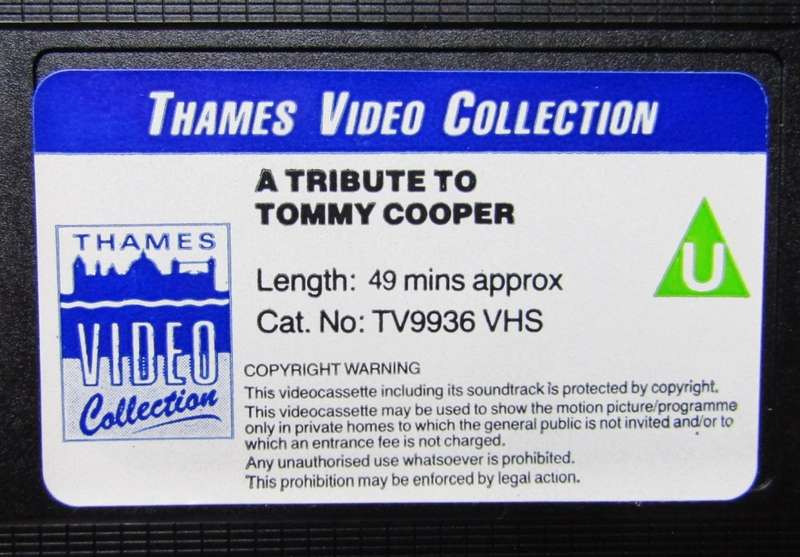 THAMES VIDEO COLLECTION
A TRIBUTE TO
TOMMY COOPER
THAMES
VIDEO
Collection
Length: 49 mins approx
Cat. No: TV9936 VHS
U
COPYRIGHT WARNING
This videocassette including its soundtrack is protected by copyright.
This videocassette may be used to show the motion picture/programme
only in private homes to which the general public is not invited and/or to
which an entrance fee is not charged.
Any unauthorised use whatsoever is prohibited.
This prohibition may be enforced by legal action.